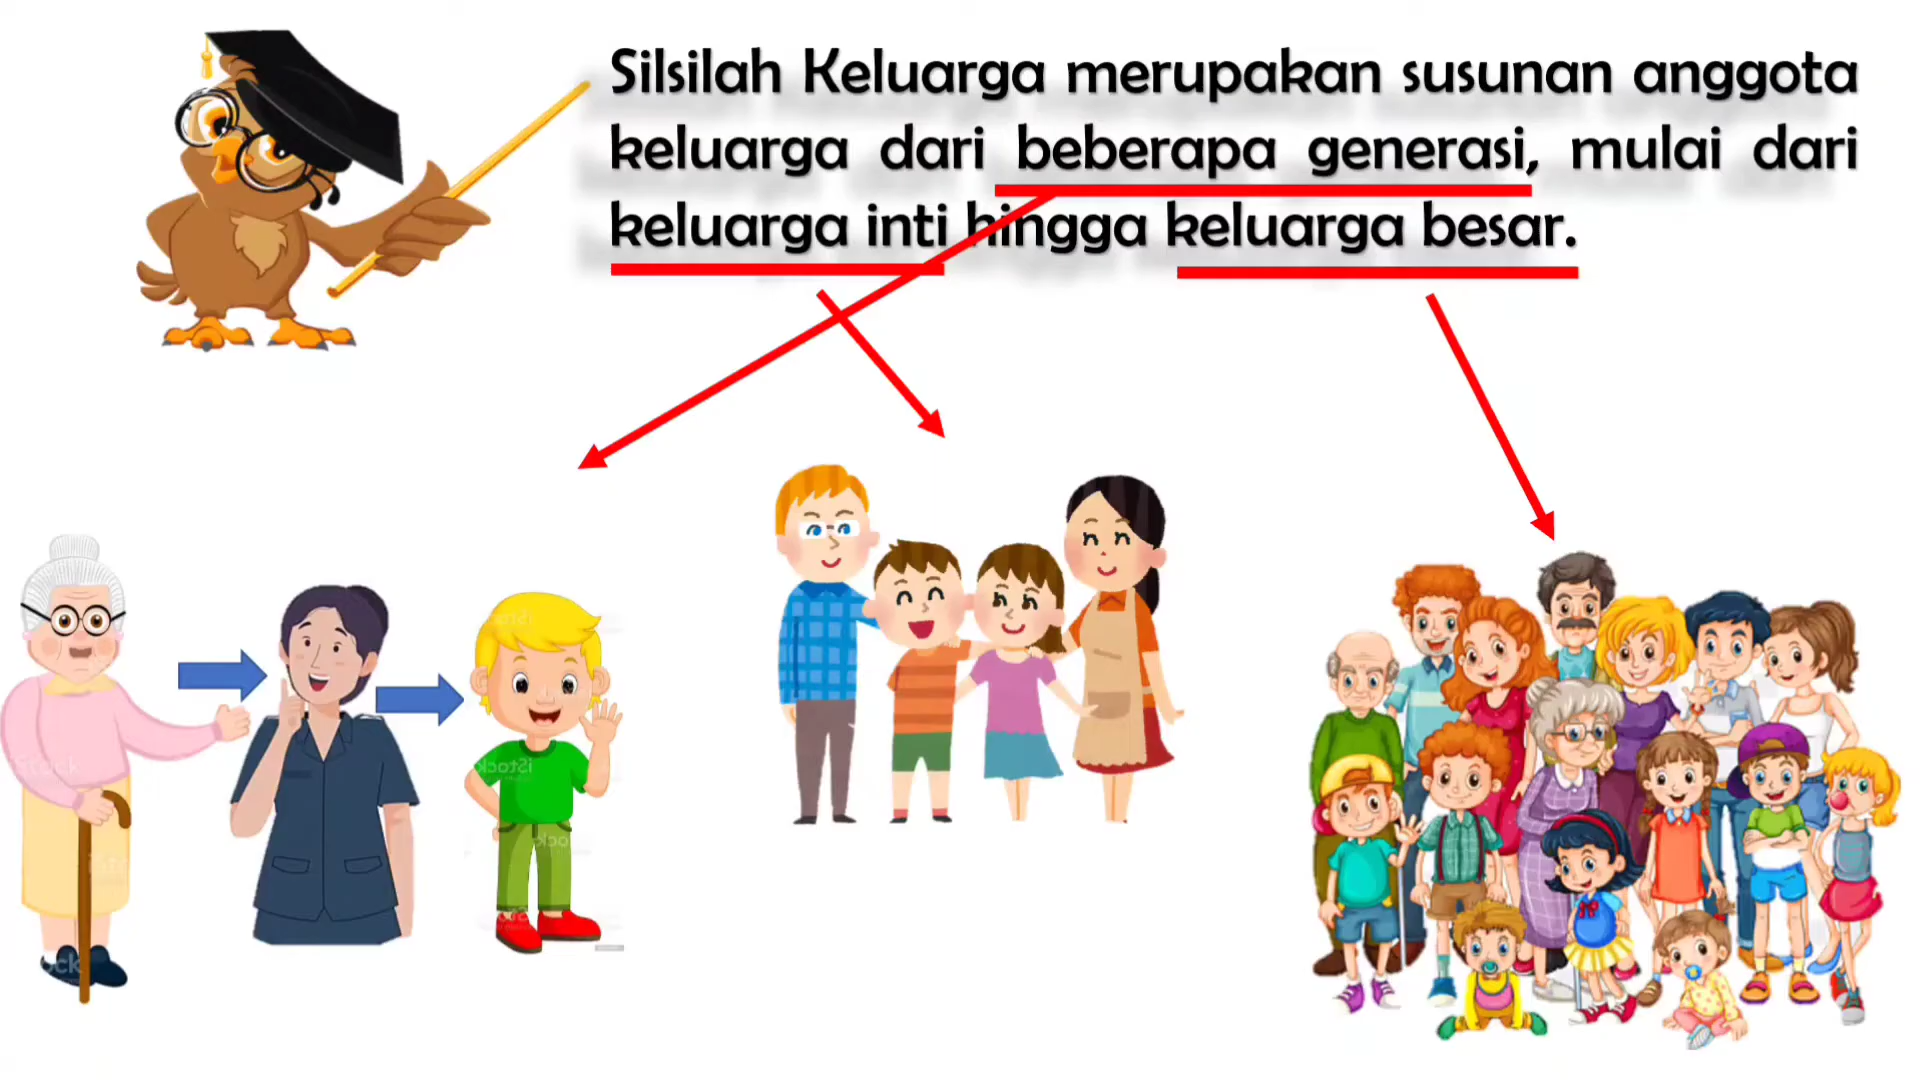 Silsilah Keluarga merupakan susunan anggota
keluarga dari beberapa generasi, mulai dari
keluarga inti hingga keluarga besar.